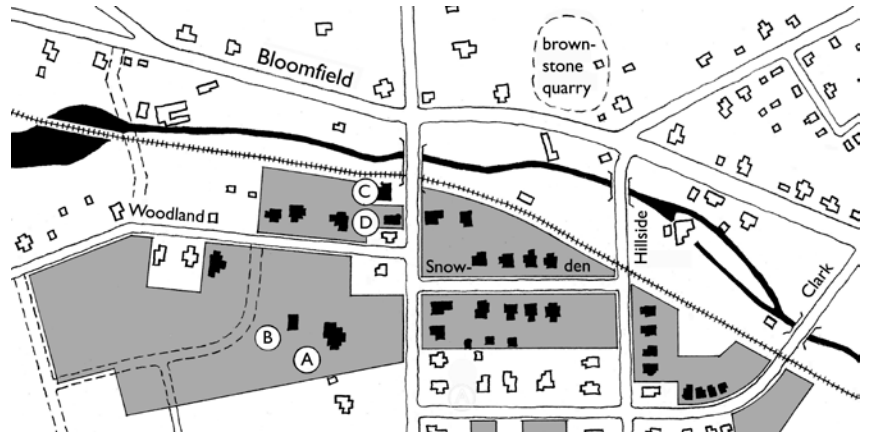 Bloomfield
brown-
stone
quarry
C
Woodland
D
Hillside
Snow-
den
Clark
B
A